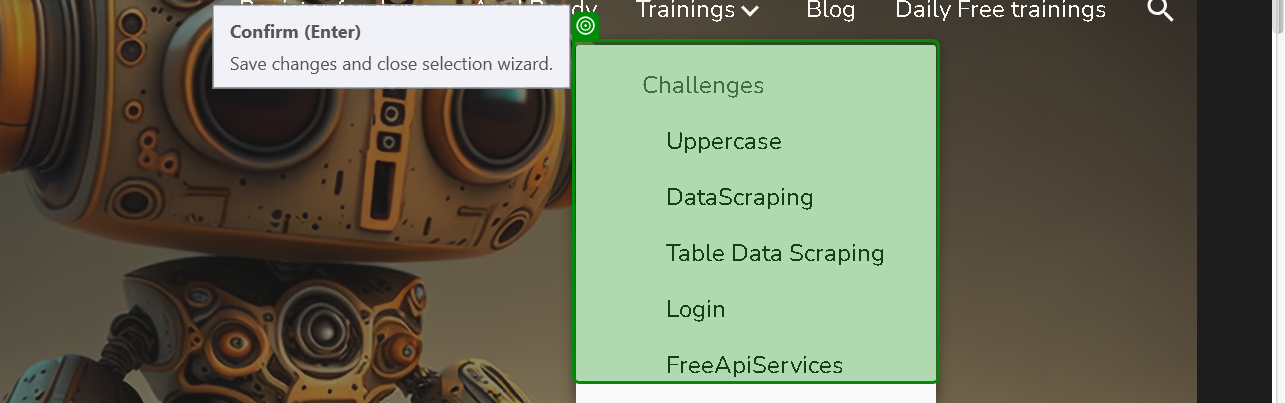 Trainings
Blog
Daily Free trainings
Confirm (Enter)
Save changes and close selection wizard.
Challenges
Uppercase
DataScraping
Table Data Scraping
Login
FreeApiServices